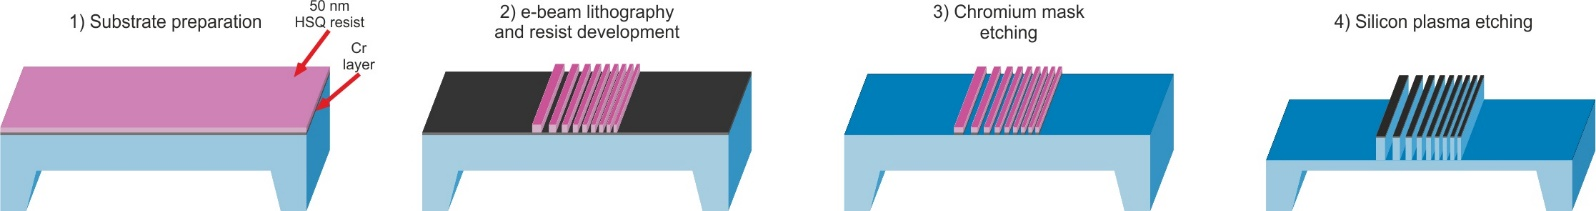 1) Substrate preparation
50 nm
HSQ resist
Cr
layer
2) e-beam lithography
and resist development
3) Chromium mask
etching
4) Silicon plasma etching